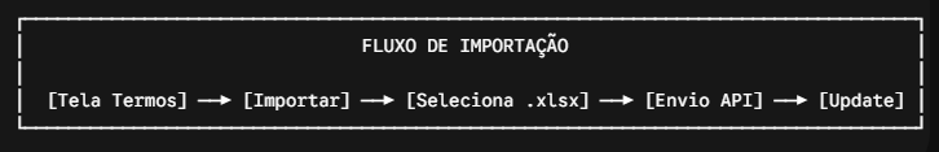 FLUXO DE IMPORTAÇÃO
[Tela Termos] ──► [Importar] ──► [Seleciona .xlsx] ──► [Envio API] ──► [Update]